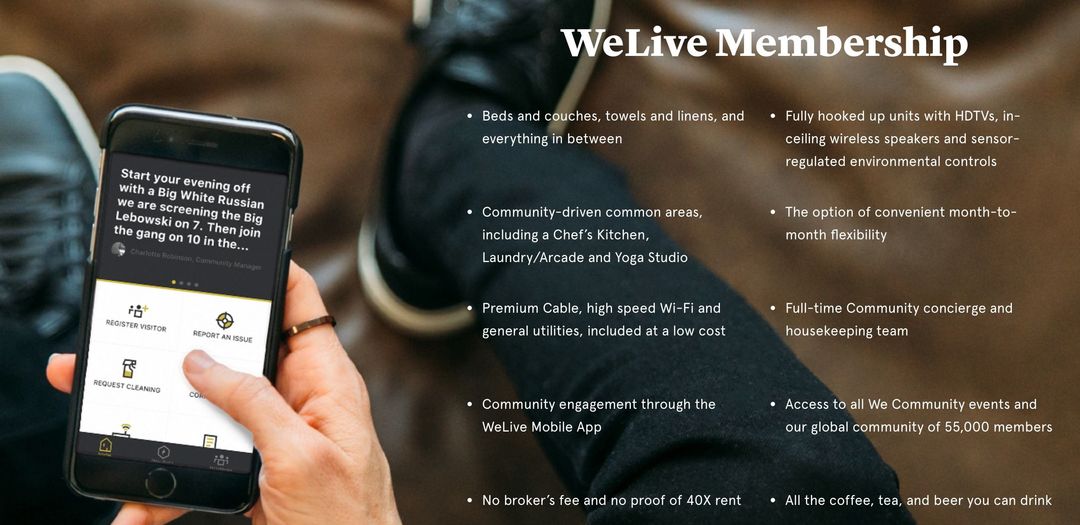 WeLive Membership
• Beds and couches, towels and linens, and
everything in between
• Community-driven common areas,
including a Chef's Kitchen,
Laundry/Arcade and Yoga Studio
• Premium Cable, high speed Wi-Fi and
general utilities, included at a low cost
• Community engagement through the
WeLive Mobile App
• No broker's fee and no proof of 40X rent
• Fully hooked up units with HDTVs, in-
ceiling wireless speakers and sensor-
regulated environmental controls
• The option of convenient month-to-
month flexibility
• Full-time Community concierge and
housekeeping team
• Access to all We Community events and
our global community of 55,000 members
• All the coffee, tea, and beer you can drink
Start your evening off
with a Big White Russian
we are screening the Big
Lebowski on 7. Then join
the gang on 10 in the...
Charlotte Robinson, Community Manager
REGISTER VISITOR
REPORT AN ISSUE
REQUEST CLEANING